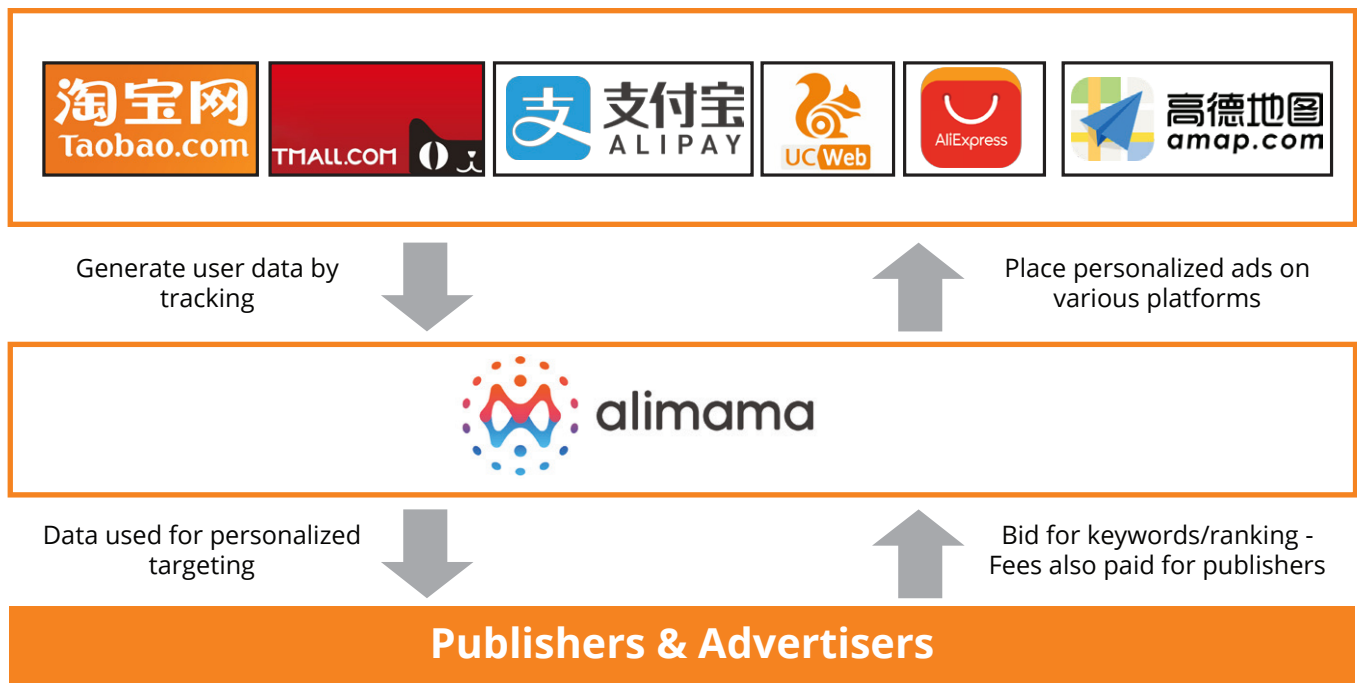 淘宝网
Taobao.com
TMALL.COM
支
支付宝
ALIPAY
UC Web
AliExpress
高德地图
amap.com
Generate user data by
tracking
Place personalized ads on
various platforms
alimama
Data used for personalized
targeting
Bid for keywords/ranking -
Fees also paid for publishers
Publishers & Advertisers